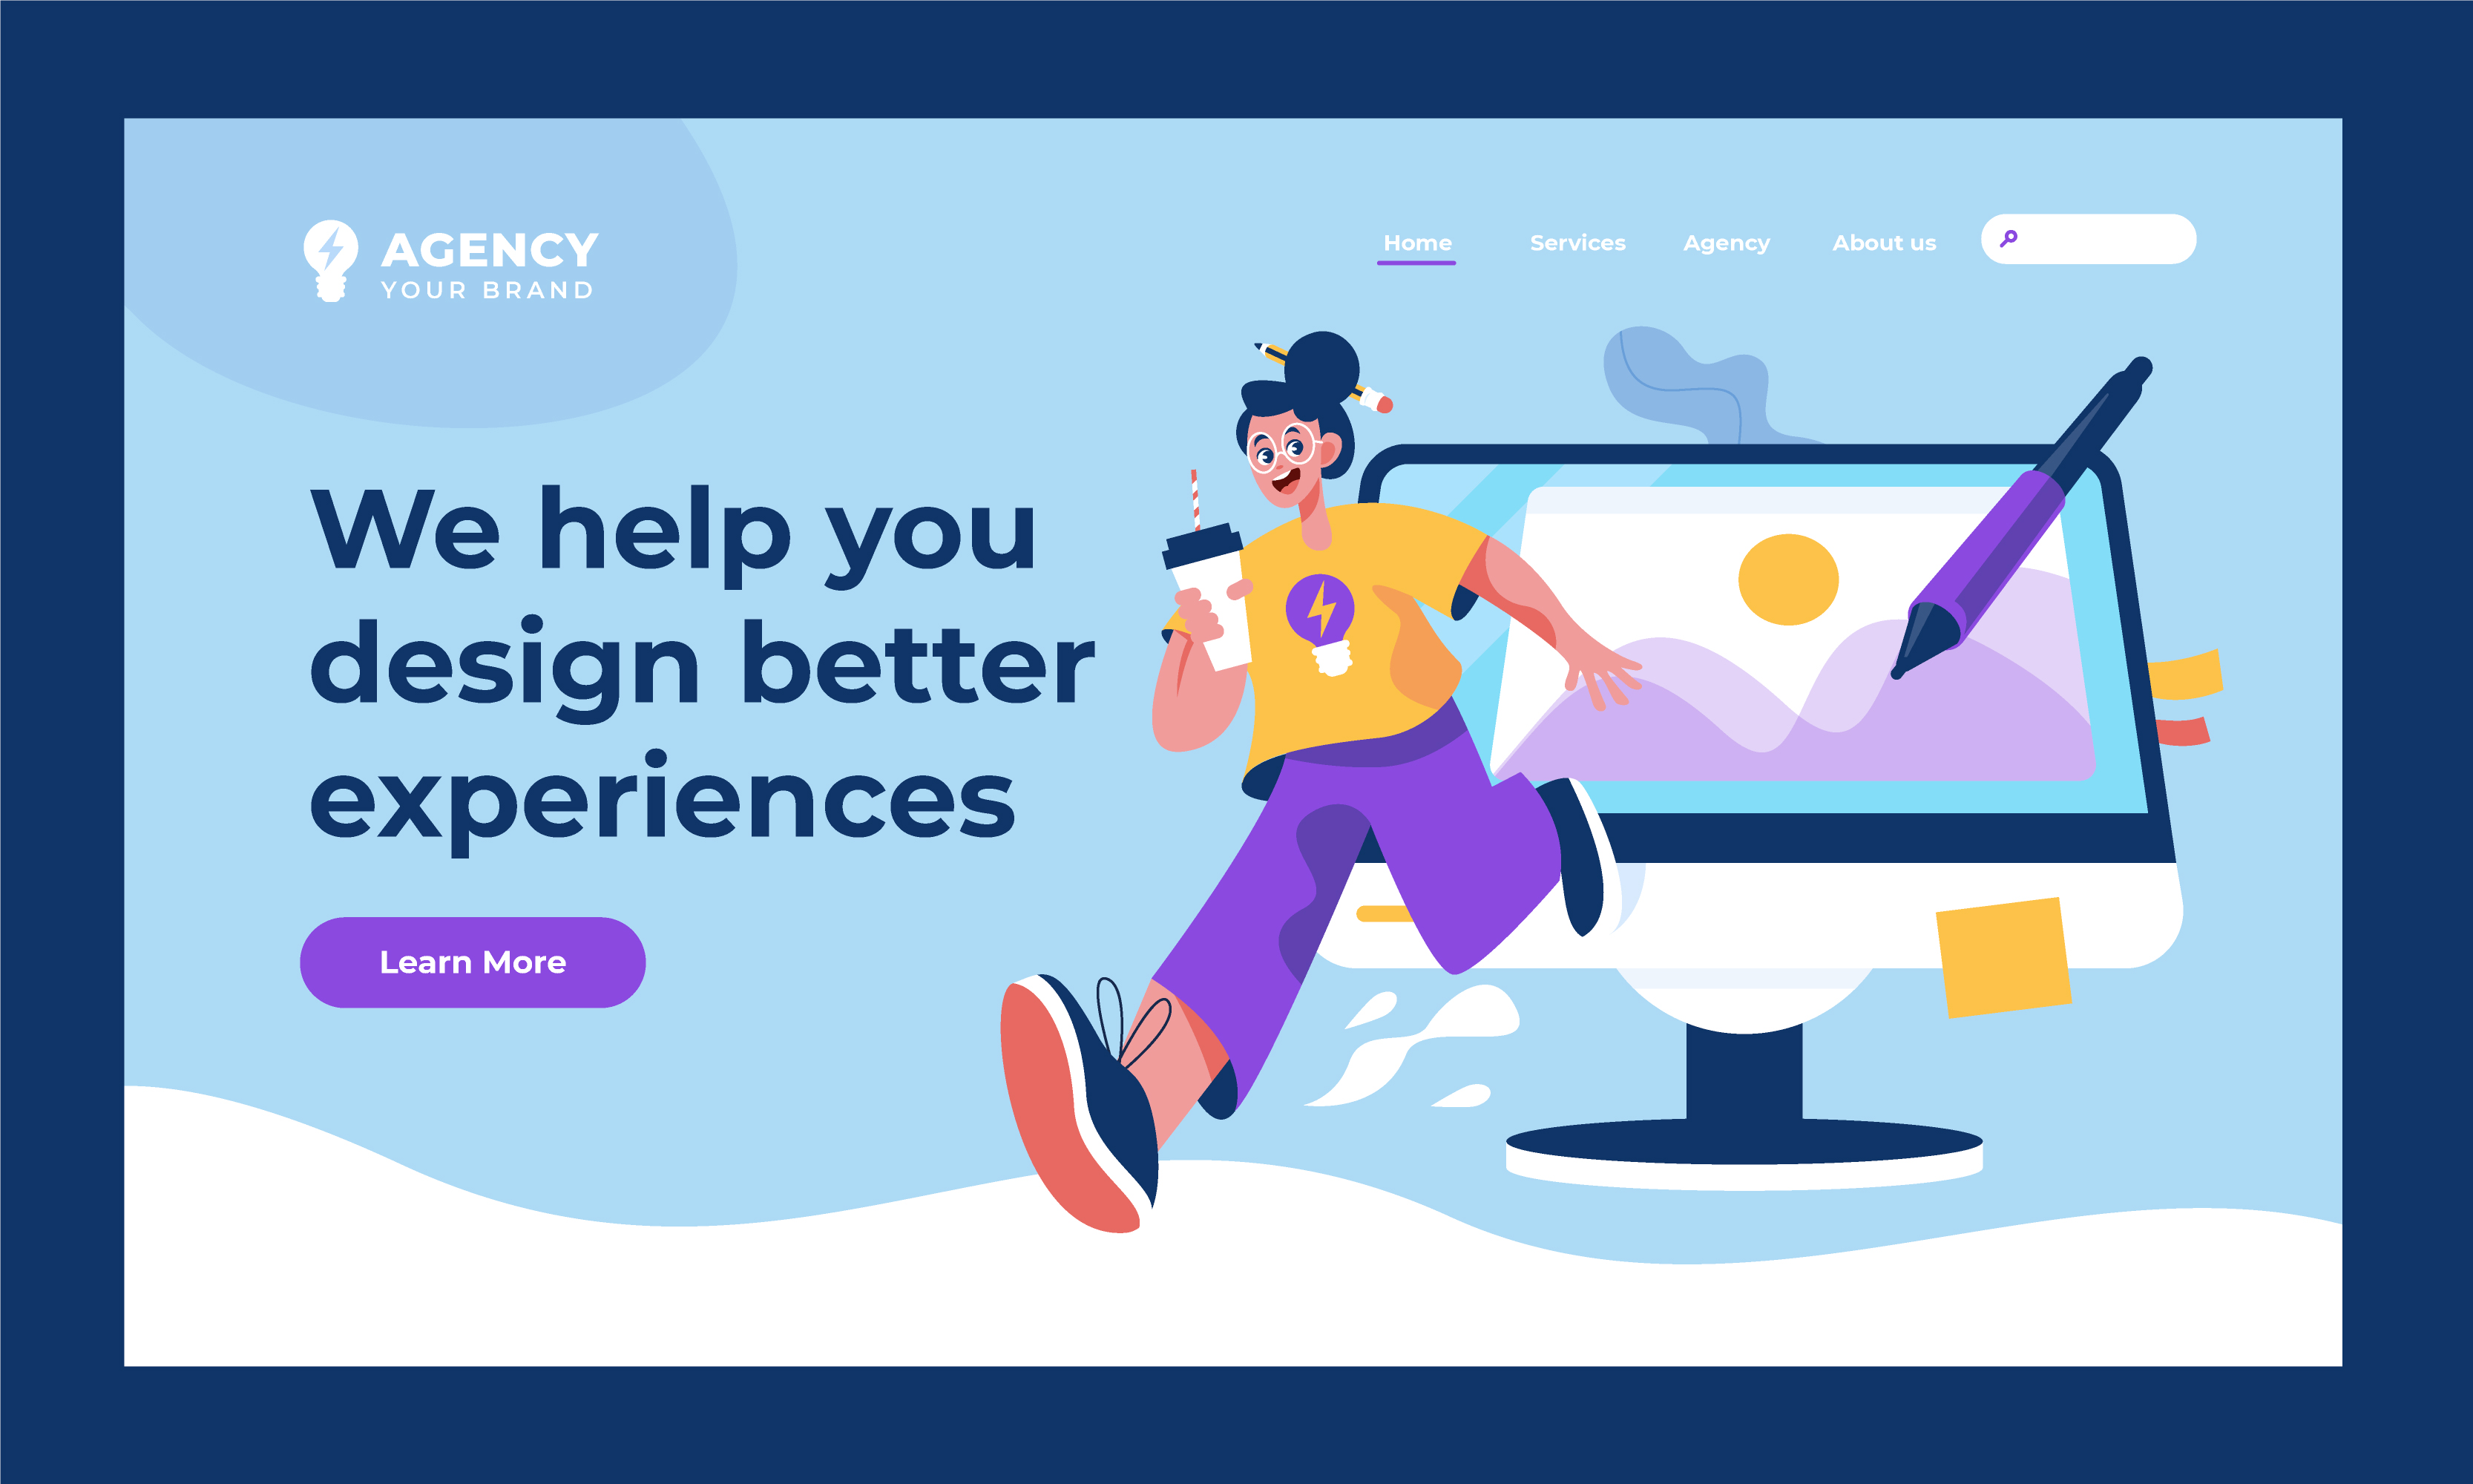 AGENCY
YOUR BRAND
Home Services Agency About us
We help you
design better
experiences
Learn More